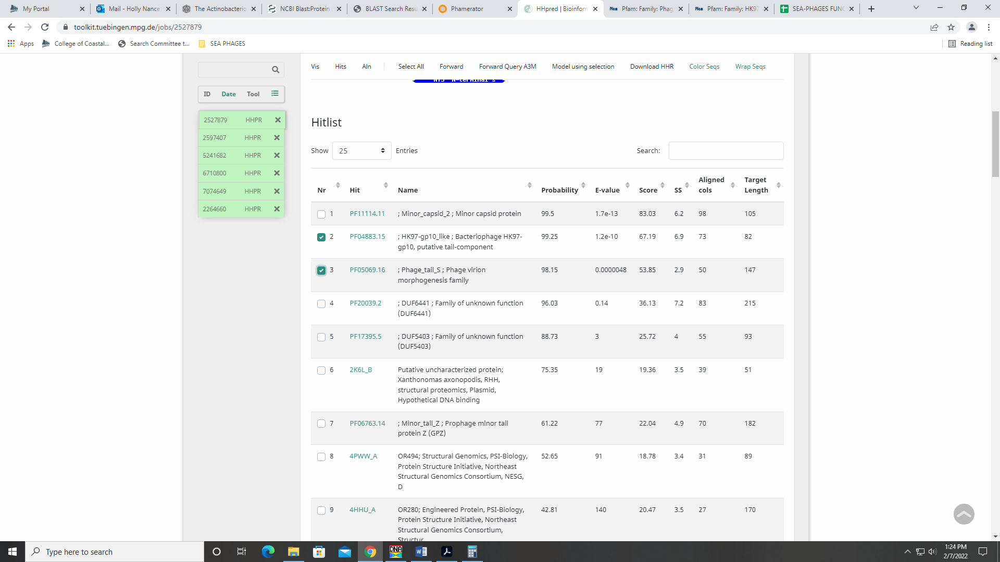 My Portal
Mail - Holly Nance
The Actinobacterio
NCBI Blast:Protein
BLAST Search Resu
Phamerator
HHpred | Bioinform
Pfam: Family: Phag
Pfam: Family: HK97
SEA-PHAGES FUNC
toolkit.tuebingen.mpg.de/jobs/2527879
Apps
College of Coastal...
Search Committee t...
SEA PHAGES
Reading list
Vis Hits Aln Select All Forward Forward Query A3M Model using selection Download HHR Color Seqs Wrap Seqs
ID Date Tool
2527879 HHPR
2597407 HHPR
5241682 HHPR
6710800 HHPR
7074649 HHPR
2264660 HHPR
Hitlist
Show 25 Entries
Search:
Nr Hit Name Probability E-value Score SS Aligned cols Target Length
1 PF11114.11 ; Minor_capsid_2 ; Minor capsid protein 99.5 1.7e-13 83.03 6.2 98 105
2 PF04883.15 ; HK97-gp10_like ; Bacteriophage HK97- 99.25 1.2e-10 67.19 6.9 73 82
gp10, putative tail-component
3 PF05069.16 ; Phage_tail_S ; Phage virion 98.15 0.0000048 53.85 2.9 50 147
morphogenesis family
4 PF20039.2 ; DUF6441 ; Family of unknown function 96.03 0.14 36.13 7.2 83 215
(DUF6441)
5 PF17395.5 ; DUF5403 ; Family of unknown function 88.73 3 25.72 4 55 93
(DUF5403)
6 2K6L_B Putative uncharacterized protein; 75.35 19 19.36 3.5 39 51
Xanthomonas axonopodis, RHH,
structural proteomics, Plasmid,
Hypothetical DNA binding
7 PF06763.14 ; Minor_tail_Z ; Prophage minor tail 61.22 77 22.04 4.9 70 182
protein Z (GPZ)
8 4PWW_A OR494; Structural Genomics, PSI-Biology, 52.65 91 18.78 3.4 31 89
Protein Structure Initiative, Northeast
Structural Genomics Consortium, NESG,
D
9 4HHU_A OR280; Engineered Protein, PSI-Biology, 42.81 140 20.47 3.5 27 170
Protein Structure Initiative, Northeast
Structural Genomics Consortium,
Structur
Type here to search
DNA
1:24 PM
2/7/2022